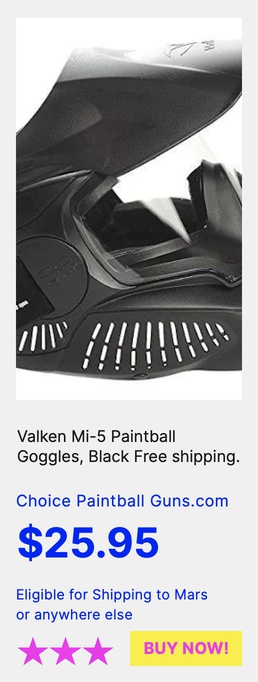 Valken Mi-5 Paintball
Goggles, Black Free shipping.
Choice Paintball Guns.com
$25.95
Eligible for Shipping to Mars
or anywhere else
BUY NOW!